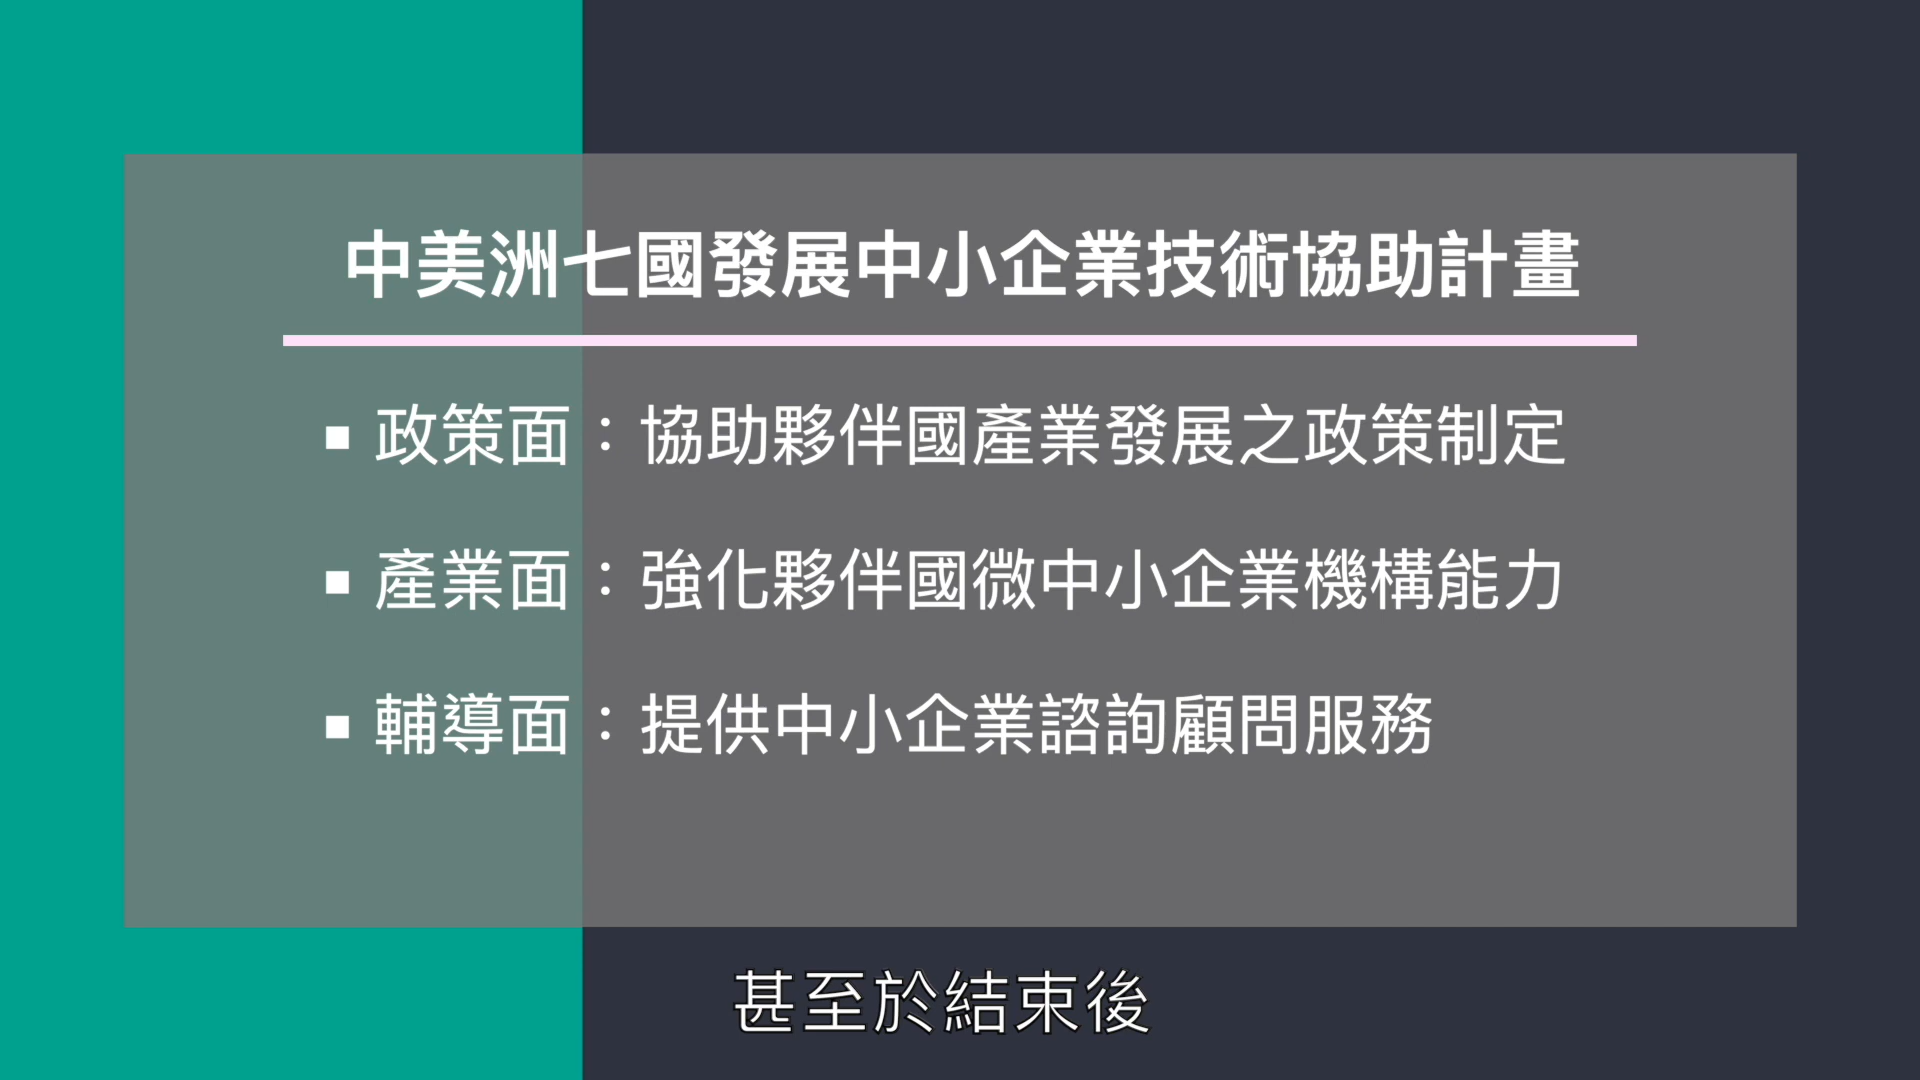 中美洲七國發展中小企業技術協助計畫
▪ 政策面：協助夥伴國產業發展之政策制定
▪ 產業面：強化夥伴國微中小企業機構能力
▪ 輔導面：提供中小企業諮詢顧問服務
甚至於結束後